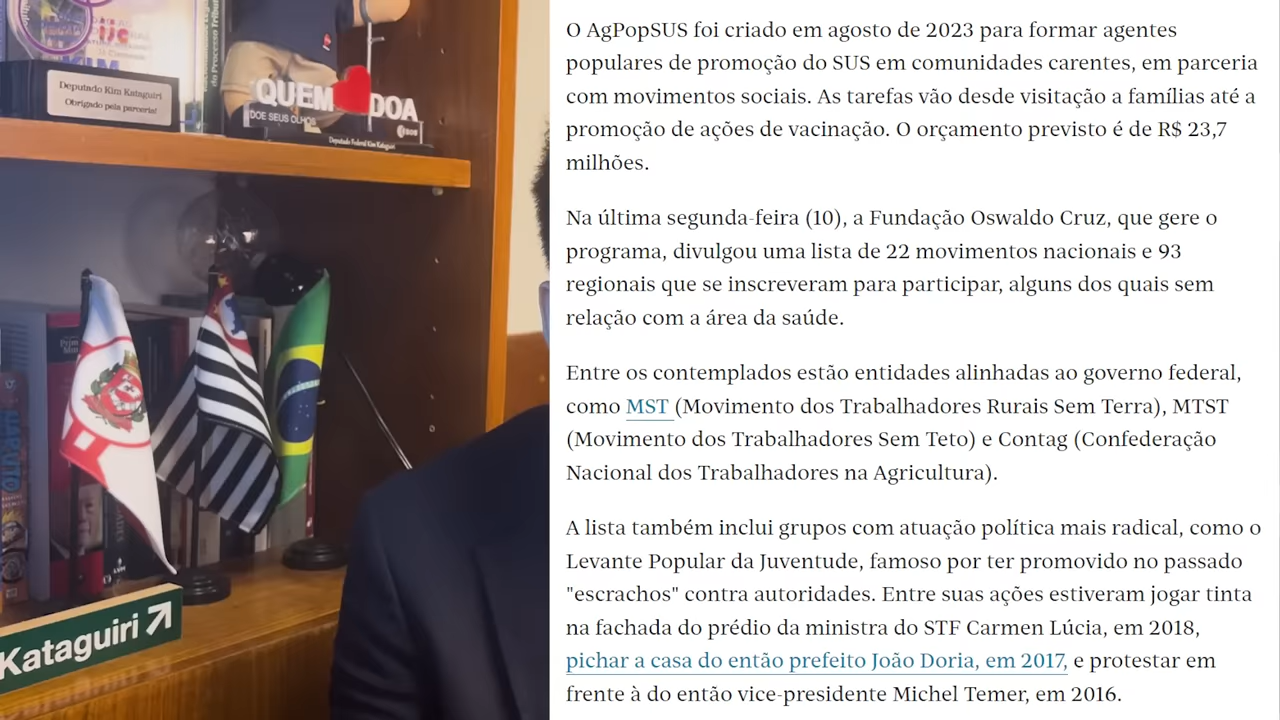 KIM
Deputado Kim Kataguiri
Obrigado pela parceria!
do Processo Tribut
QUEM DOA
DOE SEUS OLHOS
Deputado Federal Kim Kataguiri
Kataguiri
O AgPopSUS foi criado em agosto de 2023 para formar agentes
populares de promoção do SUS em comunidades carentes, em parceria
com movimentos sociais. As tarefas vão desde visitação a famílias até a
promoção de ações de vacinação. O orçamento previsto é de R$ 23,7
milhões.
Na última segunda-feira (10), a Fundação Oswaldo Cruz, que gere o
programa, divulgou uma lista de 22 movimentos nacionais e 93
regionais que se inscreveram para participar, alguns dos quais sem
relação com a área da saúde.
Entre os contemplados estão entidades alinhadas ao governo federal,
como MST (Movimento dos Trabalhadores Rurais Sem Terra), MTST
(Movimento dos Trabalhadores Sem Teto) e Contag (Confederação
Nacional dos Trabalhadores na Agricultura).
A lista também inclui grupos com atuação política mais radical, como o
Levante Popular da Juventude, famoso por ter promovido no passado
"escrachos" contra autoridades. Entre suas ações estiveram jogar tinta
na fachada do prédio da ministra do STF Carmen Lúcia, em 2018,
pichar a casa do então prefeito João Doria, em 2017, e protestar em
frente à do então vice-presidente Michel Temer, em 2016.